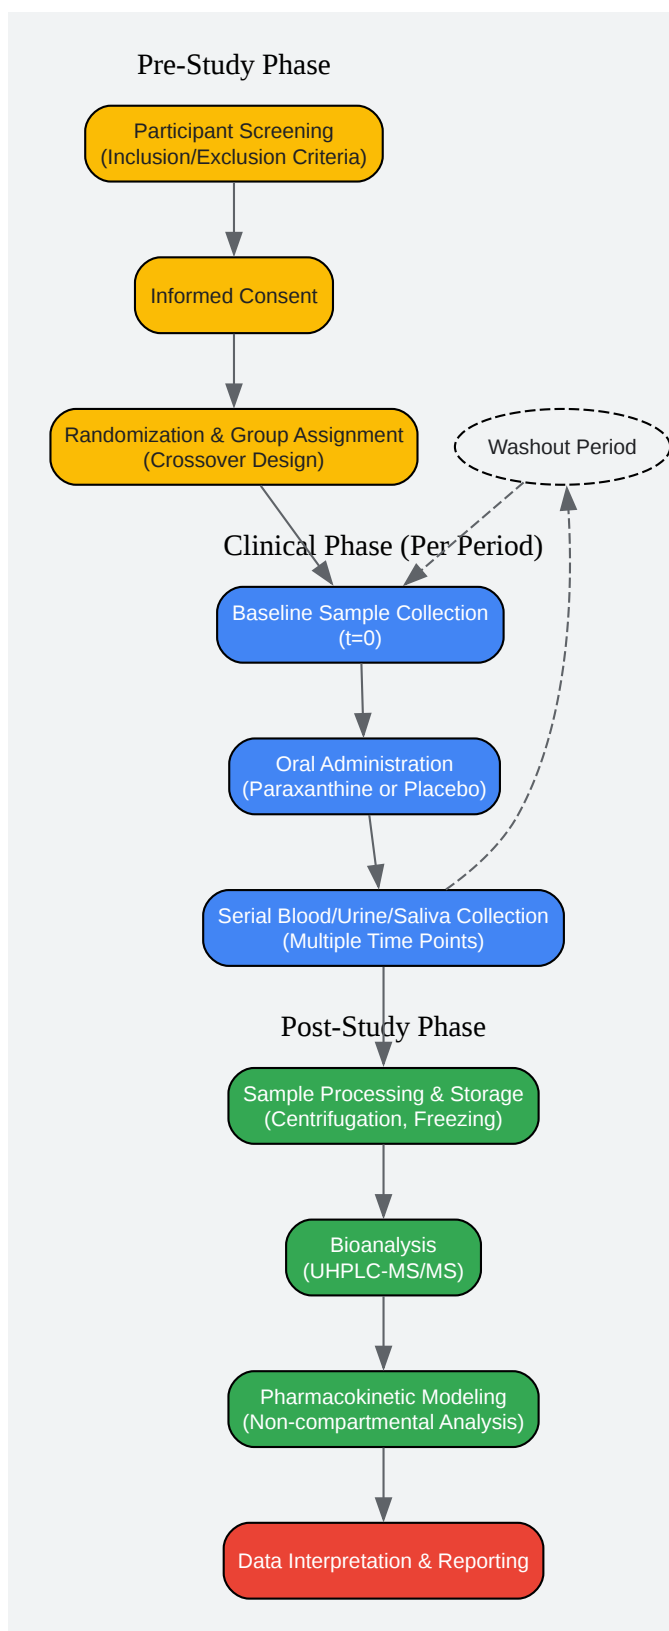 Pre-Study Phase
Participant Screening
(Inclusion/Exclusion Criteria)
Informed Consent
Randomization & Group Assignment
(Crossover Design)
Washout Period
Clinical Phase (Per Period)
Baseline Sample Collection
(t=0)
Oral Administration
(Paraxanthine or Placebo)
Serial Blood/Urine/Saliva Collection
(Multiple Time Points)
Post-Study Phase
Sample Processing & Storage
(Centrifugation, Freezing)
Bioanalysis
(UHPLC-MS/MS)
Pharmacokinetic Modeling
(Non-compartmental Analysis)
Data Interpretation & Reporting